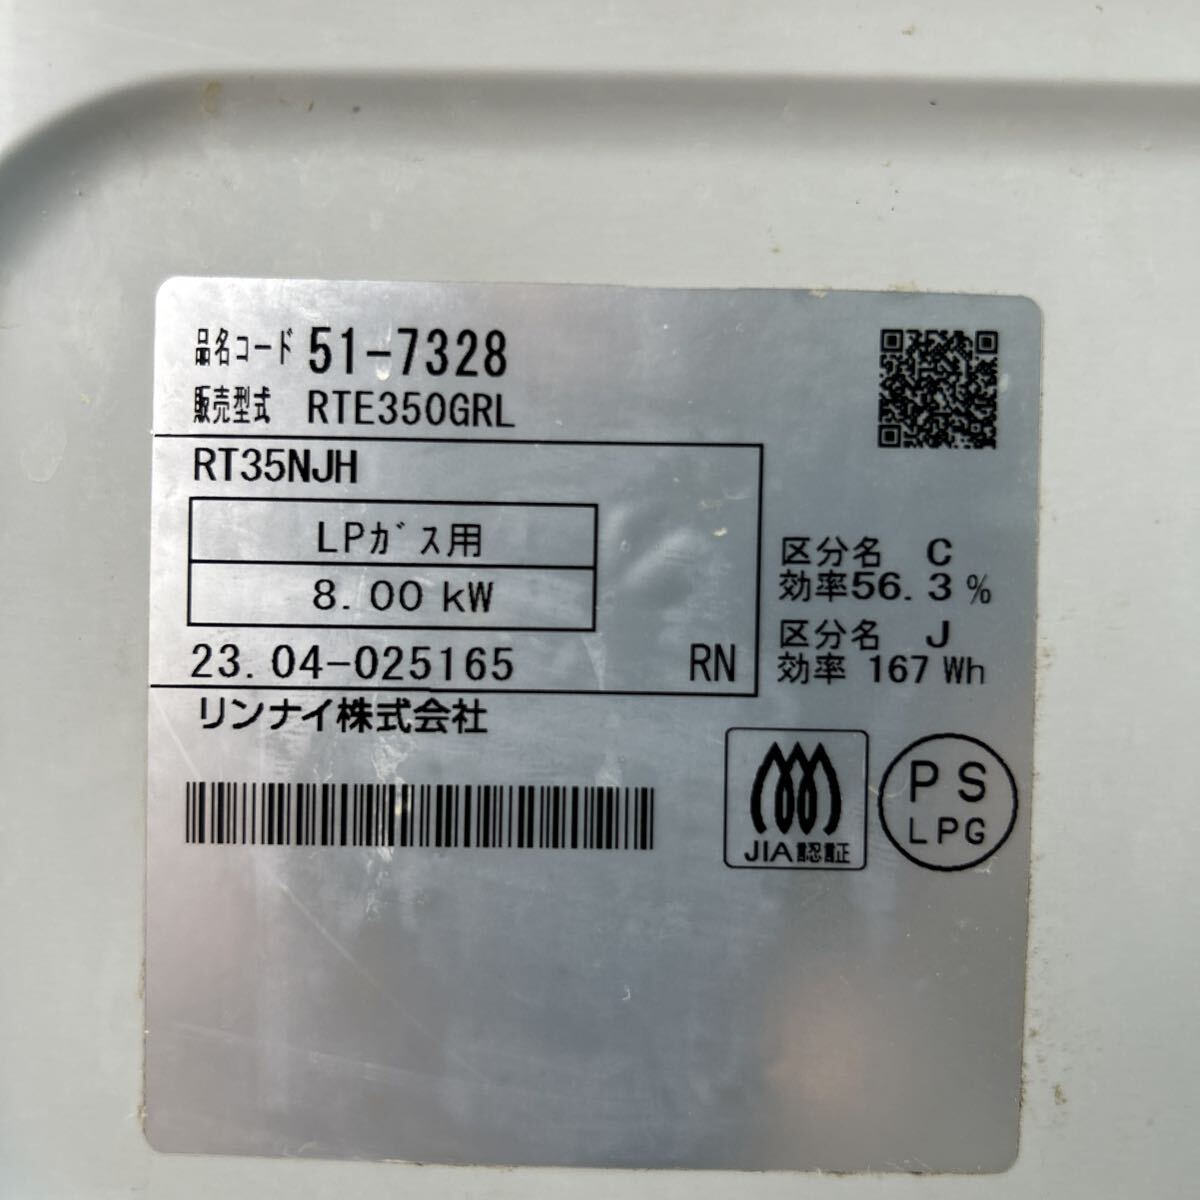 品名コード 51-7328
販売型式 RTE350GRL
RT35NJH
LPガス用
8.00 kW
23.04-025165 RN
リンナイ株式会社
区分名 C
効率56.3%
区分名 J
効率 167 Wh
JIA認証
PS
LPG